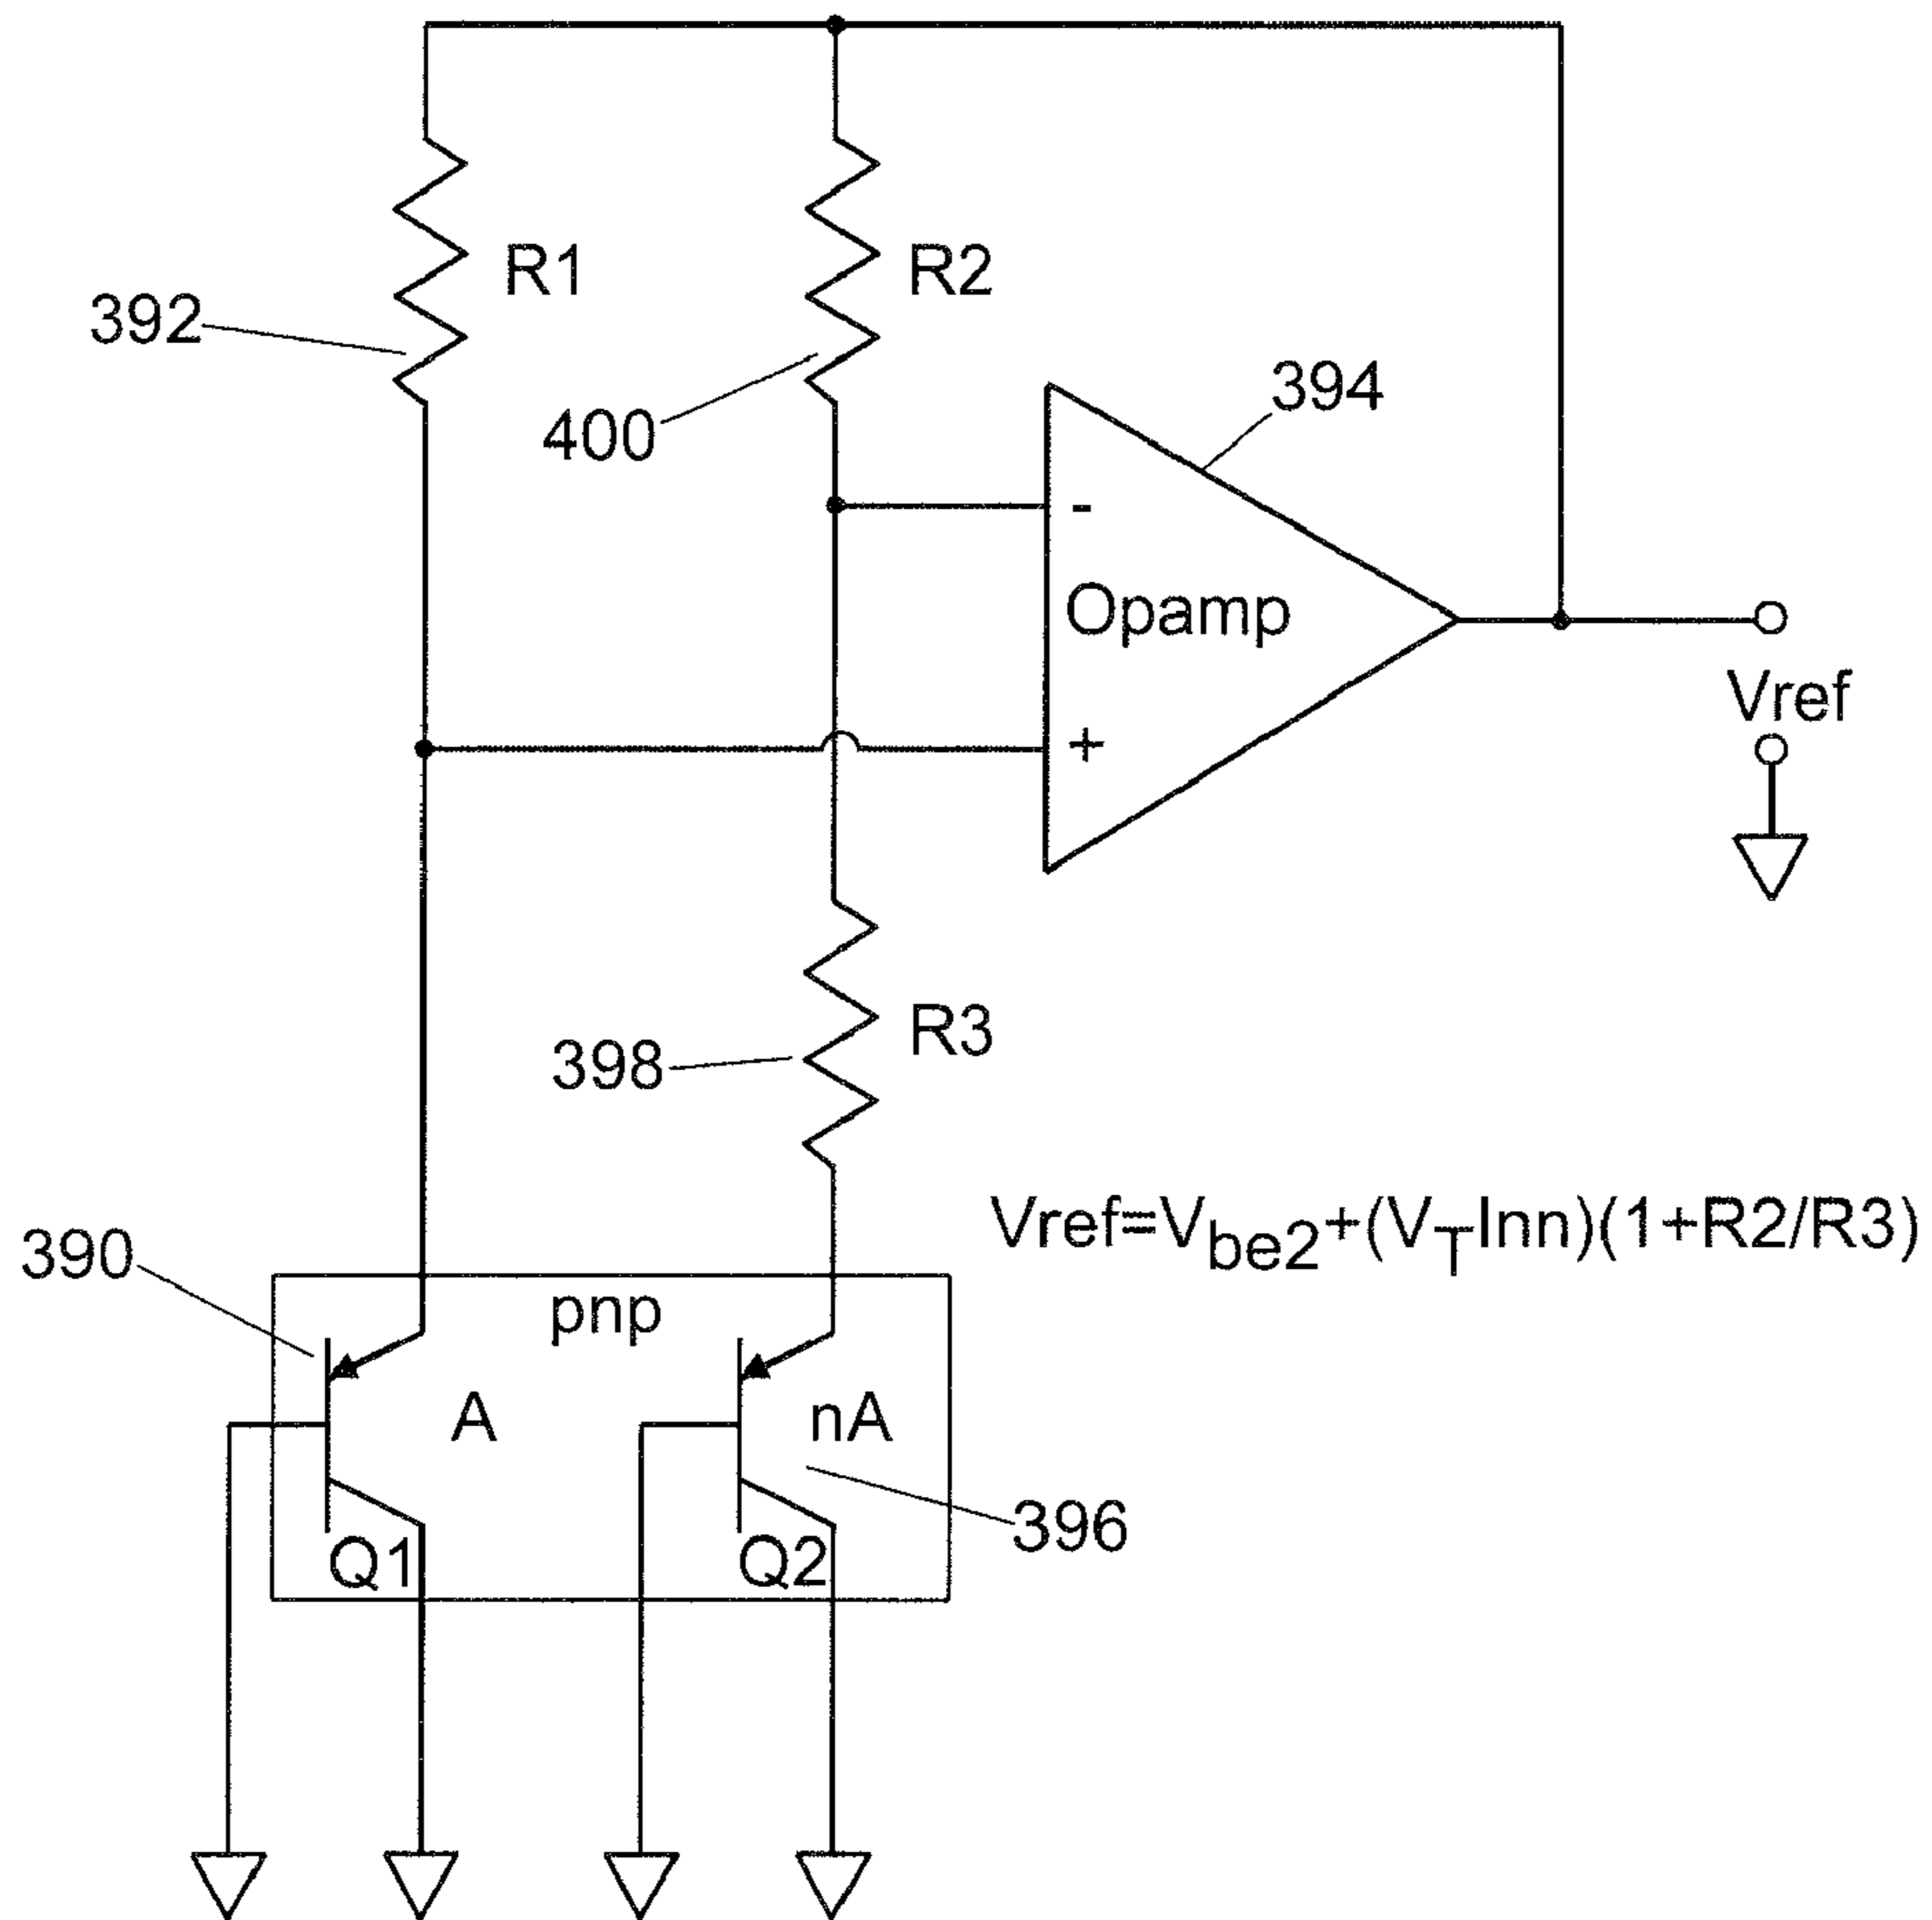 R1
R2
392
400
394
-
Opamp
+
Vref
R3
398
Vref=Vbe2+(VTlnn)(1+R2/R3)
390
pnp
A
nA
396
Q1
Q2